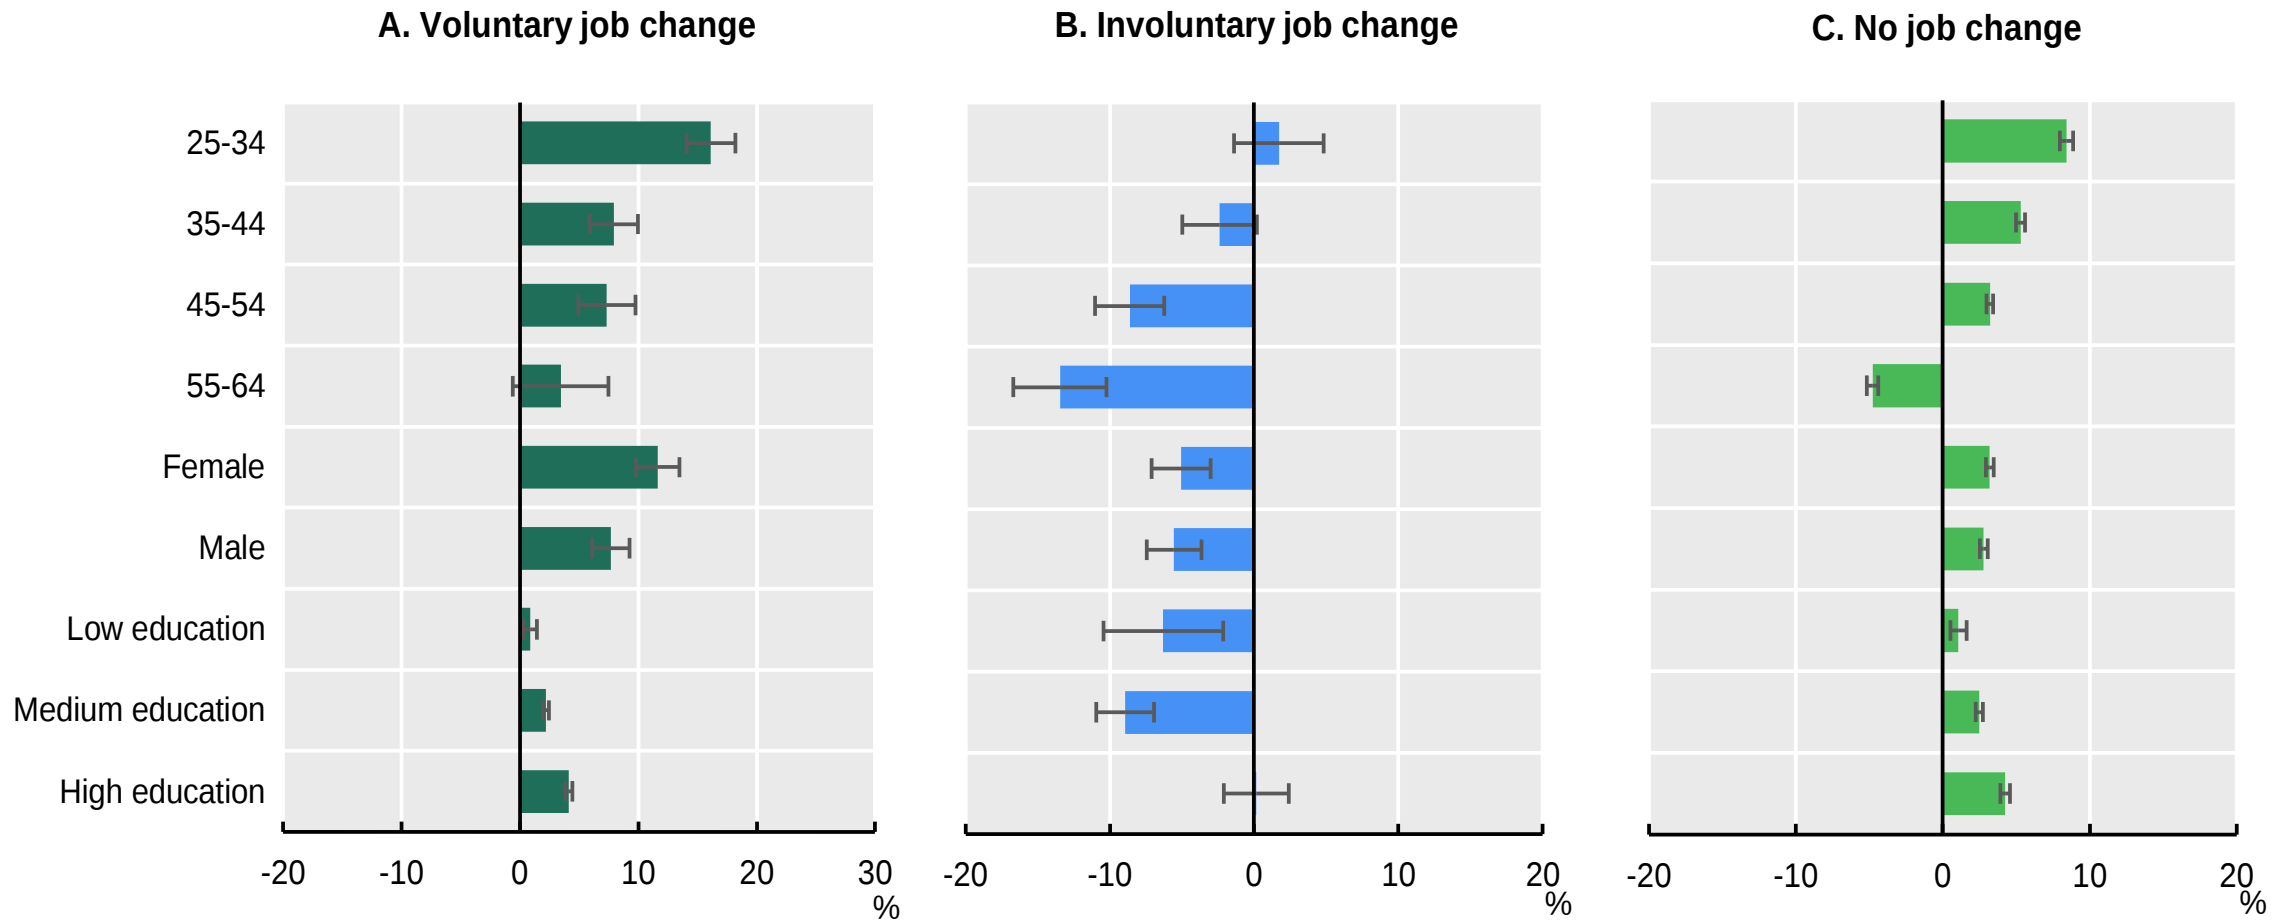 A. Voluntary job change
B. Involuntary job change
C. No job change
25-34
35-44
45-54
55-64
Female
Male
Low education
Medium education
High education
-20 -10 0 10 20 30
%
-20 -10 0 10 20
%
-20 -10 0 10 20
%